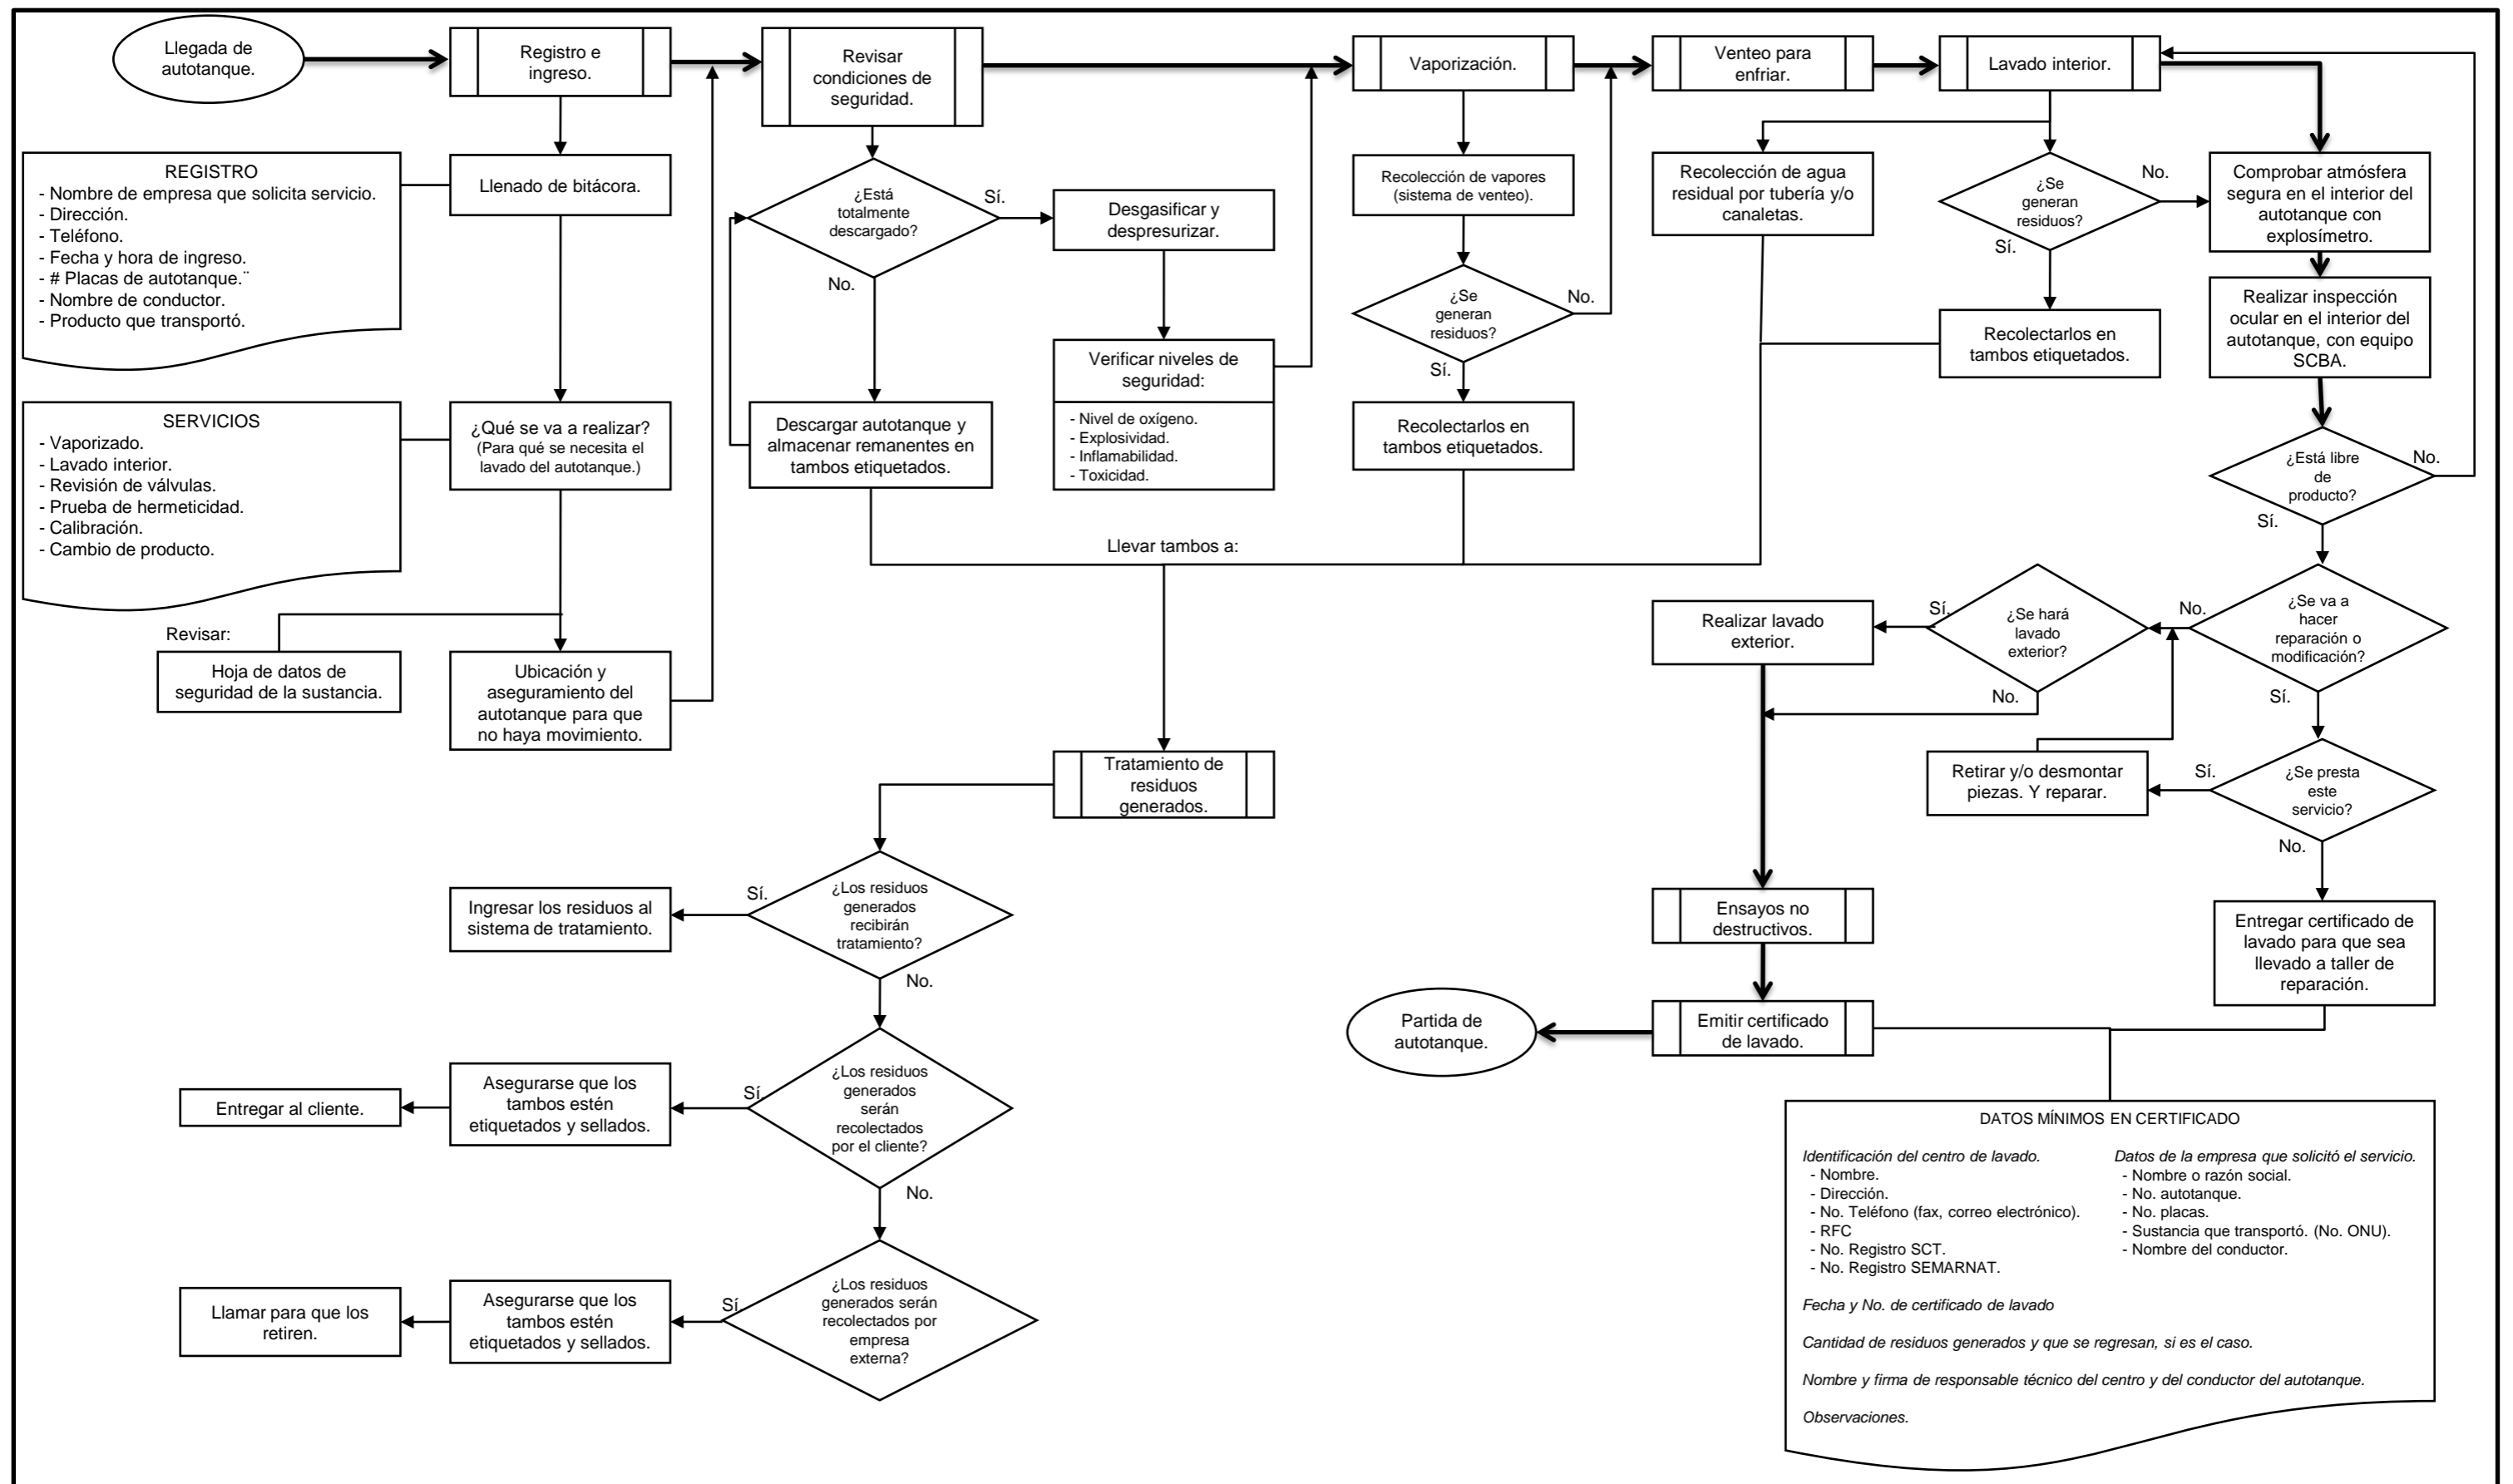 Llegada de
autotanque.
Registro e
ingreso.
Revisar
condiciones de
seguridad.
Vaporización.
Venteo para
enfriar.
Lavado interior.
REGISTRO
- Nombre de empresa que solicita servicio.
- Dirección.
- Teléfono.
- Fecha y hora de ingreso.
- # Placas de autotanque.¨
- Nombre de conductor.
- Producto que transportó.
Llenado de bitácora.
¿Está
totalmente
descargado?
Sí.
No.
Desgasificar y
despresurizar.
Recolección de vapores
(sistema de venteo).
Recolección de agua
residual por tubería y/o
canaletas.
¿Se
generan
residuos?
No.
Sí.
Comprobar atmósfera
segura en el interior del
autotanque con
explosímetro.
Realizar inspección
ocular en el interior del
autotanque, con equipo
SCBA.
¿Se
generan
residuos?
No.
Sí.
Recolectarlos en
tambos etiquetados.
Verificar niveles de
seguridad:
- Nivel de oxígeno.
- Explosividad.
- Inflamabilidad.
- Toxicidad.
SERVICIOS
- Vaporizado.
- Lavado interior.
- Revisión de válvulas.
- Prueba de hermeticidad.
- Calibración.
- Cambio de producto.
¿Qué se va a realizar?
(Para qué se necesita el
lavado del autotanque.)
Descargar autotanque y
almacenar remanentes en
tambos etiquetados.
Recolectarlos en
tambos etiquetados.
¿Está libre
de
producto?
No.
Sí.
Llevar tambos a:
Revisar:
Hoja de datos de
seguridad de la sustancia.
Ubicación y
aseguramiento del
autotanque para que
no haya movimiento.
Realizar lavado
exterior.
Sí.
¿Se hará
lavado
exterior?
No.
No.
¿Se va a
hacer
reparación o
modificación?
Sí.
Tratamiento de
residuos
generados.
Retirar y/o desmontar
piezas. Y reparar.
Sí.
¿Se presta
este
servicio?
No.
Ingresar los residuos al
sistema de tratamiento.
Sí.
¿Los residuos
generados
recibirán
tratamiento?
No.
Ensayos no
destructivos.
Entregar certificado de
lavado para que sea
llevado a taller de
reparación.
Partida de
autotanque.
Emitir certificado
de lavado.
Entregar al cliente.
Asegurarse que los
tambos estén
etiquetados y sellados.
Sí.
¿Los residuos
generados
serán
recolectados
por el cliente?
No.
Llamar para que los
retiren.
Asegurarse que los
tambos estén
etiquetados y sellados.
Sí.
¿Los residuos
generados serán
recolectados por
empresa
externa?
DATOS MÍNIMOS EN CERTIFICADO
Identificación del centro de lavado.
- Nombre.
- Dirección.
- No. Teléfono (fax, correo electrónico).
- RFC
- No. Registro SCT.
- No. Registro SEMARNAT.
Datos de la empresa que solicitó el servicio.
- Nombre o razón social.
- No. autotanque.
- No. placas.
- Sustancia que transportó. (No. ONU).
- Nombre del conductor.
Fecha y No. de certificado de lavado
Cantidad de residuos generados y que se regresan, si es el caso.
Nombre y firma de responsable técnico del centro y del conductor del autotanque.
Observaciones.